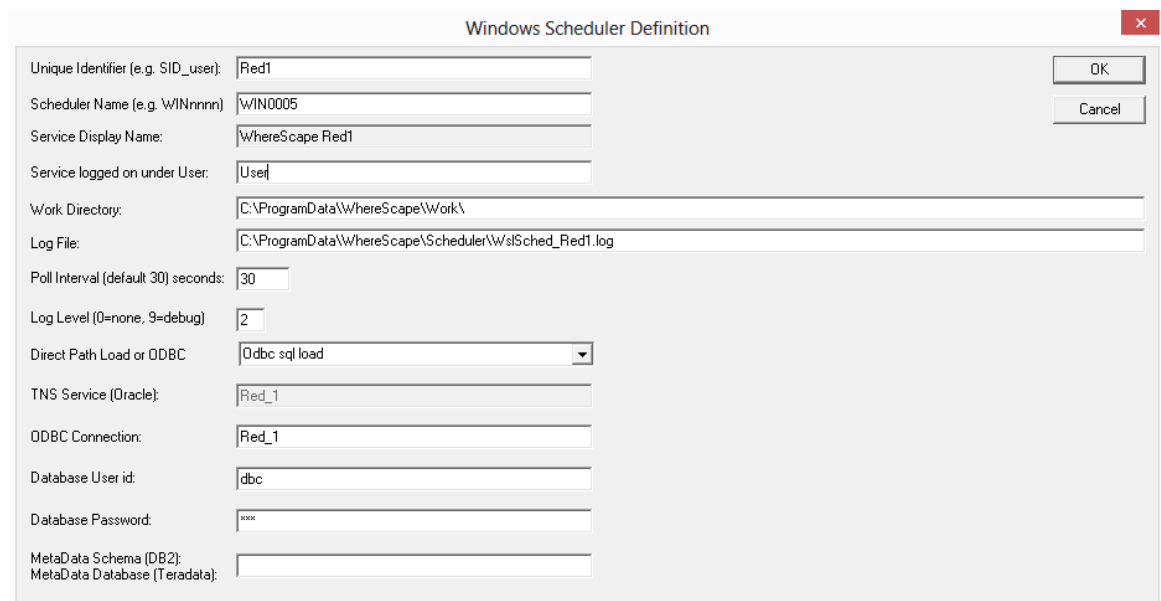 Windows Scheduler Definition
Unique Identifier (e.g. SID_user): Red1
OK
Scheduler Name (e.g. WINnnnn) WIN0005
Cancel
Service Display Name: WhereScape Red1
Service logged on under User: User
Work Directory: C:\ProgramData\WhereScape\Work\
Log File: C:\ProgramData\WhereScape\Scheduler\WslSched_Red1.log
Poll Interval (default 30) seconds: 30
Log Level (0=none, 9=debug) 2
Direct Path Load or ODBC Odbc sql load
TNS Service (Oracle): Red_1
ODBC Connection: Red_1
Database User id: dbc
Database Password: ***
MetaData Schema (DB2):
MetaData Database (Teradata):